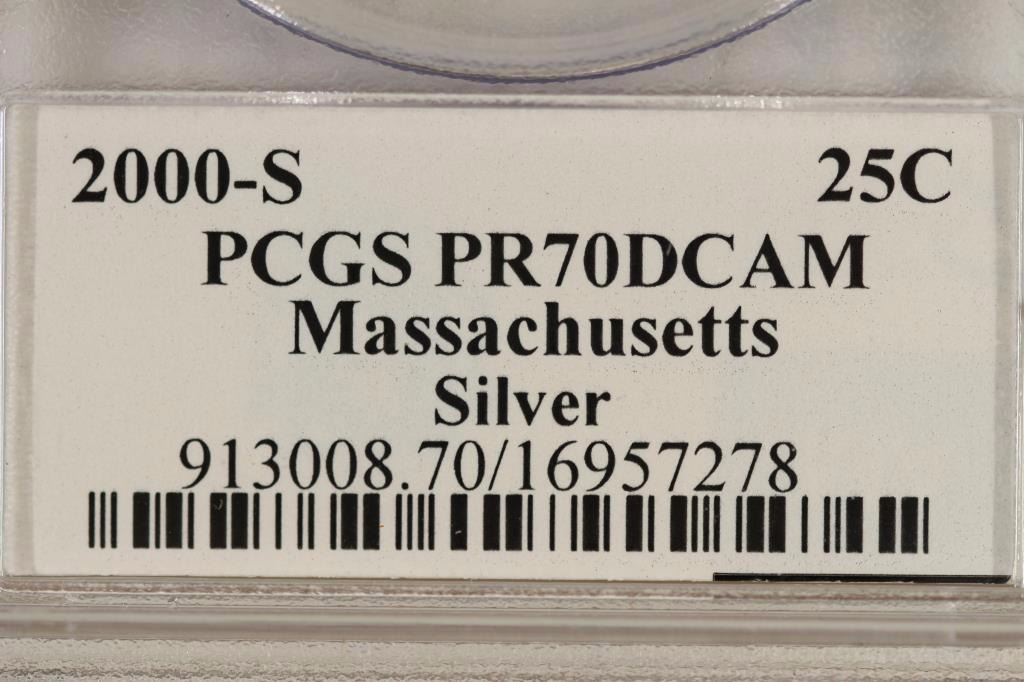 2000-S 25C
PCGS PR70DCAM
Massachusetts
Silver
913008.70/16957278